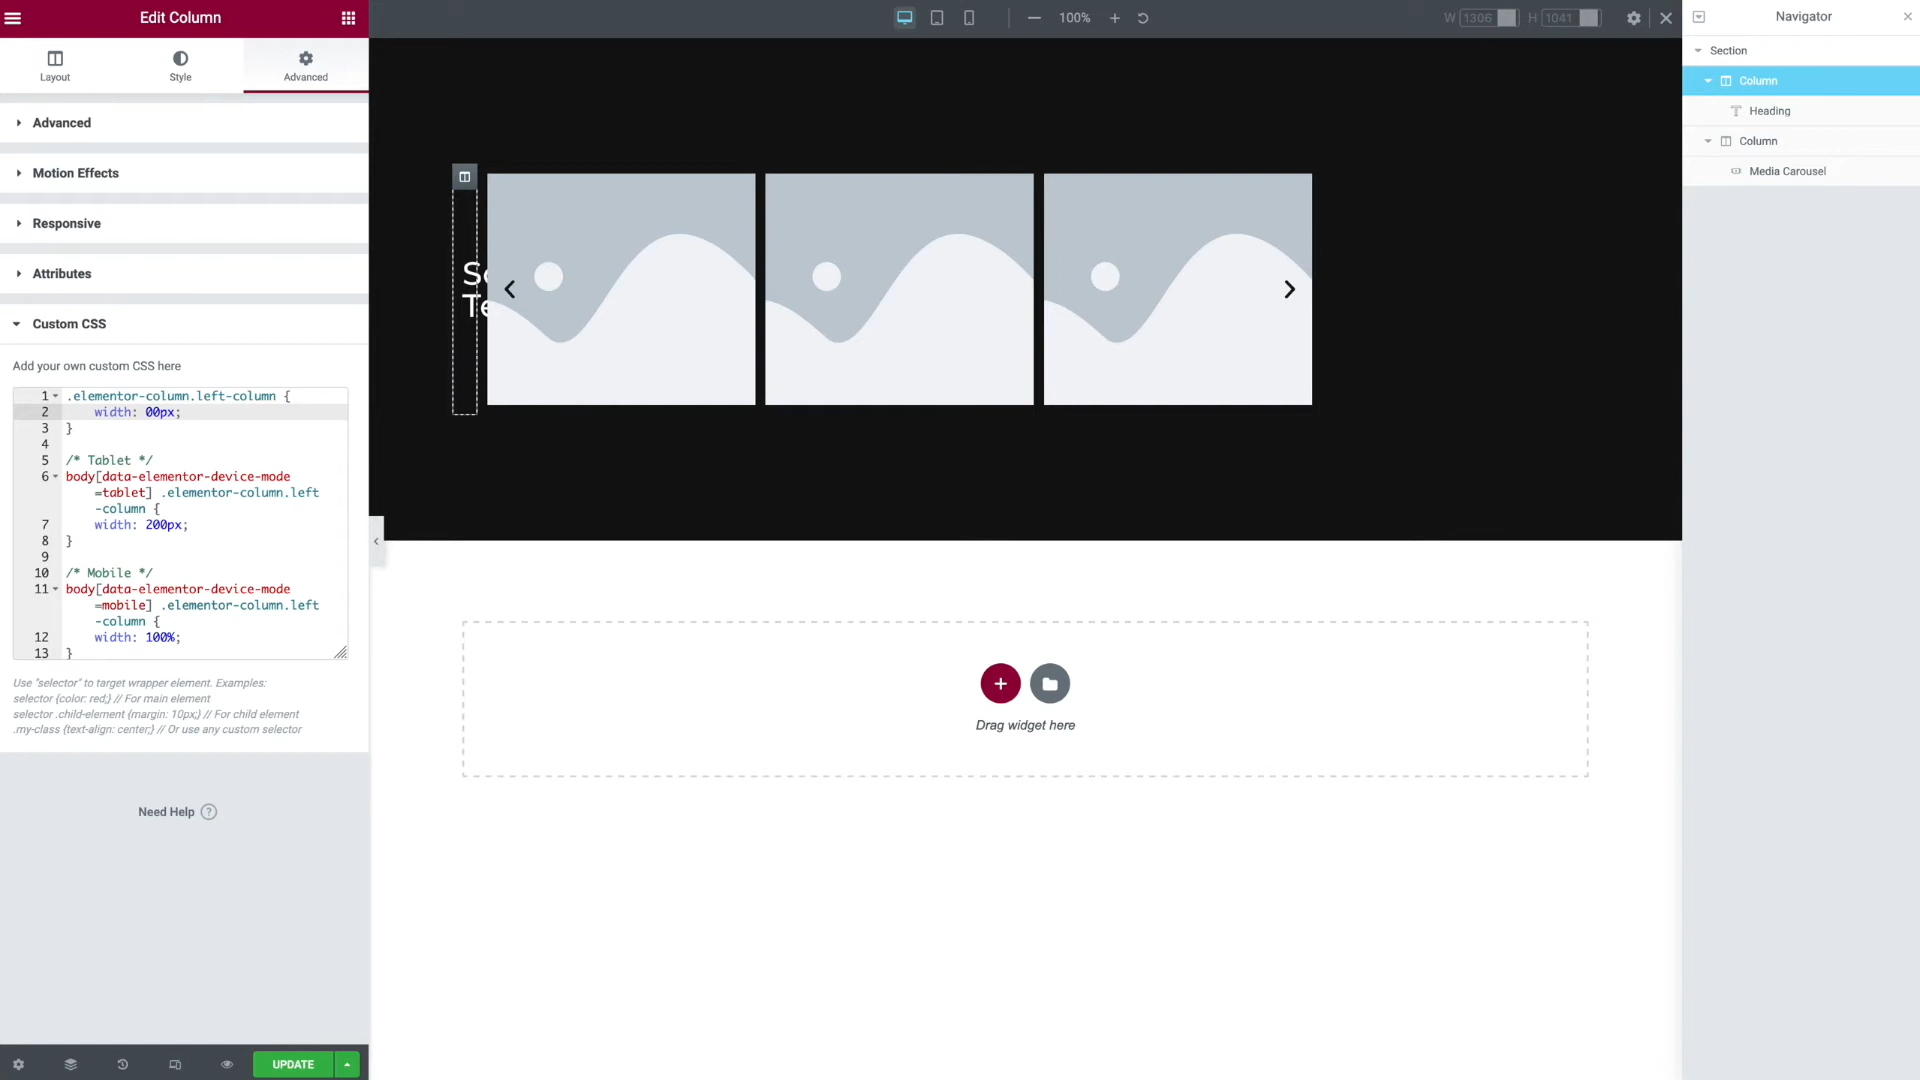 Edit Column
Layout
Style
Advanced
Advanced
Motion Effects
Responsive
Attributes
Custom CSS
Add your own custom CSS here
1 .elementor-column.left-column {
2 width: 00px;
3 }
4
5 /* Tablet */
6 body[data-elementor-device-mode
=tablet] .elementor-column.left
-column {
7 width: 200px;
8 }
9
10 /* Mobile */
11 body[data-elementor-device-mode
=mobile] .elementor-column.left
-column {
12 width: 100%;
13 }
Use "selector" to target wrapper element. Examples:
selector {color: red;} // For main element
selector .child-element {margin: 10px;} // For child element
.my-class {text-align: center;} // Or use any custom selector
Need Help ?
UPDATE
100%
W 1306 H 1041
So
Te
Drag widget here
Navigator
Section
Column
Heading
Column
Media Carousel